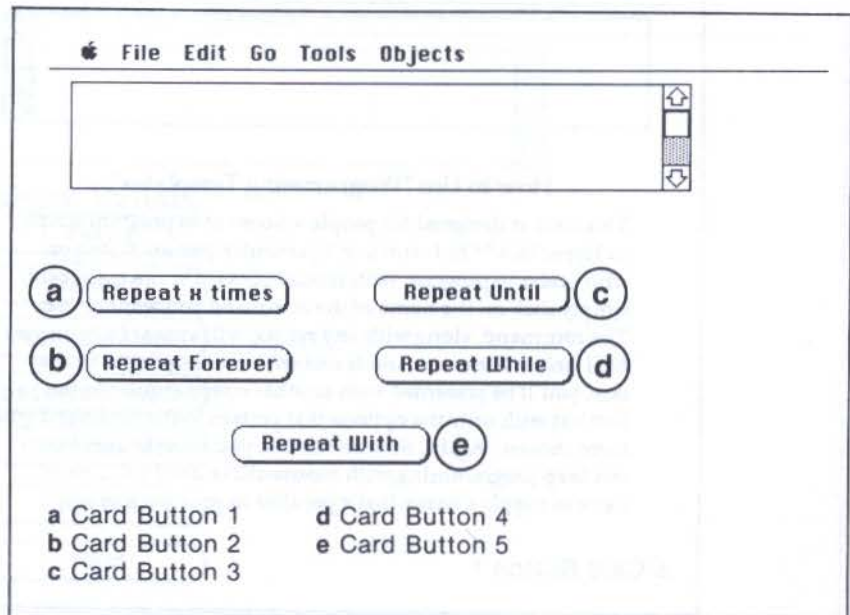 File Edit Go Tools Objects
a Repeat N times Repeat Until c
b Repeat Forever Repeat While d
Repeat With e
a Card Button 1 d Card Button 4
b Card Button 2 e Card Button 5
c Card Button 3